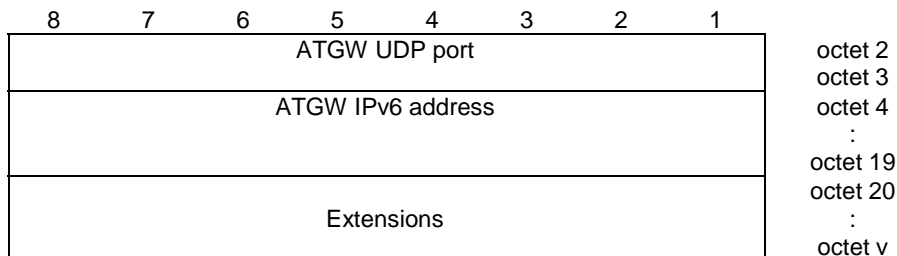 8 7 6 5 4 3 2 1
ATGW UDP port octet 2
octet 3
ATGW IPv6 address octet 4
:
octet 19
octet 20
Extensions :
octet v